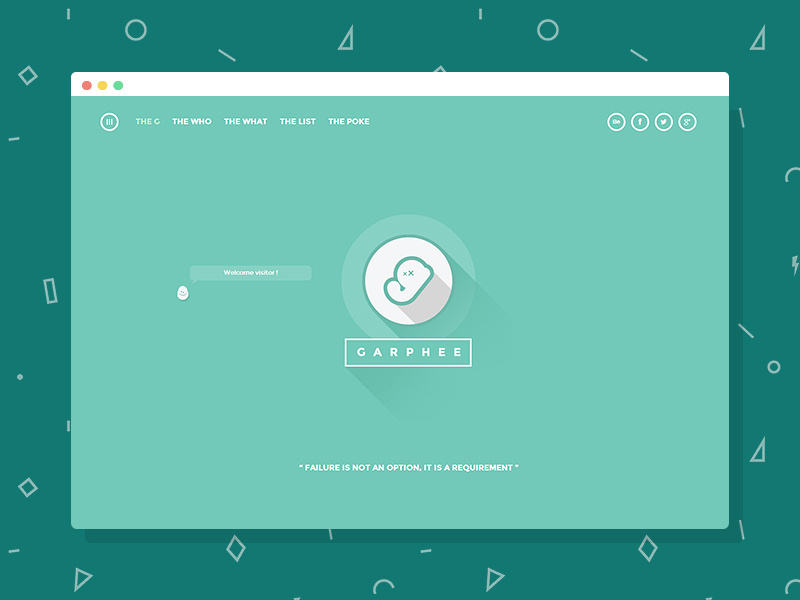 THE G THE WHO THE WHAT THE LIST THE POKE
Bē f g+
Welcome visitor !
GARPHEE
" FAILURE IS NOT AN OPTION, IT IS A REQUIREMENT "